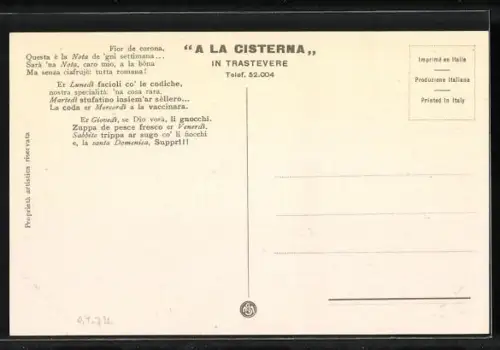 Fior de corona,
Questa è la Nota de 'gni settimana...
Sarà 'na Nota, caro mio, a la bôna
Ma senza ciafrujè: tutta romana!
Er Lunedì facioli co' le codiche,
nostra specialità: 'na cosa rara.
Martedì stufatino insiem'ar sèllero...
La coda er Mercordì a la vaccinara.
Er Giovedì, se Dio vorà, li gnocchi.
Zuppa de pesce fresco er Venerdì.
Sabbito trippa ar sugo co' li fiocchi
e, la santa Domenica, Supprì!!
"A LA CISTERNA„
IN TRASTEVERE
Telef. 52.004
Imprimé en Italie
Produzione Italiana
Printed in Italy
Proprietà artistica riservata